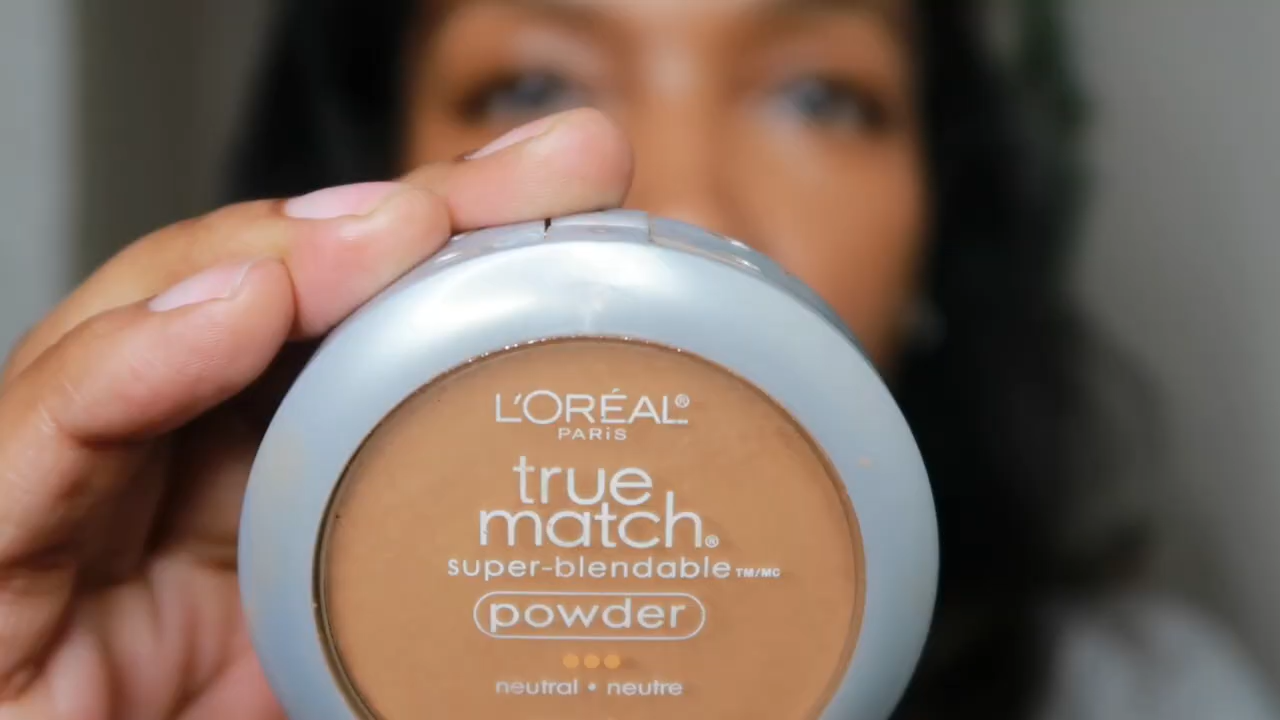 L'ORÉAL®
PARiS
true
match®
super-blendable TM/MC
powder
neutral • neutre